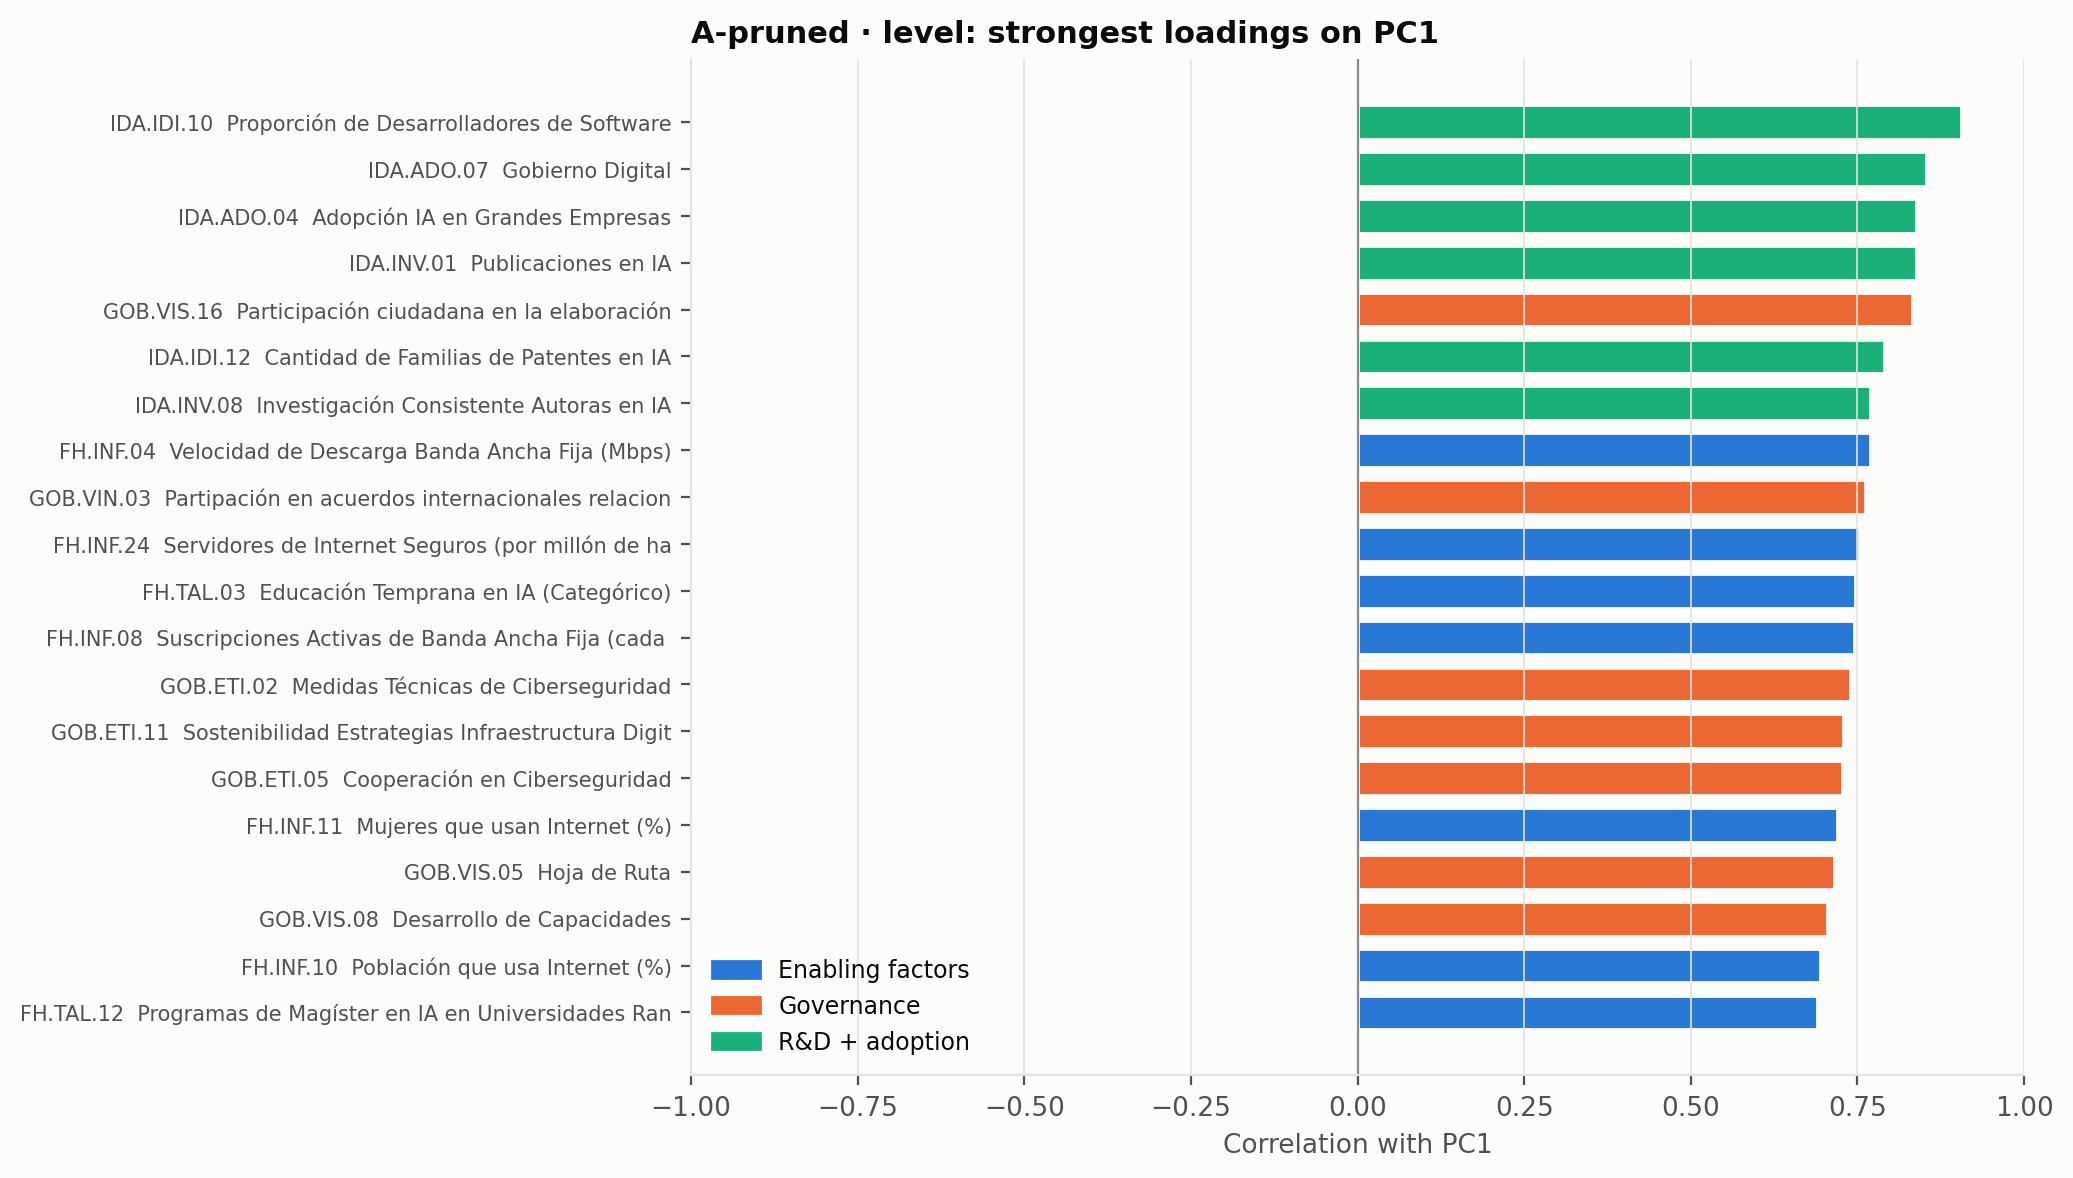 A-pruned · level: strongest loadings on PC1
IDA.IDI.10  Proporción de Desarrolladores de Software
IDA.ADO.07  Gobierno Digital
IDA.ADO.04  Adopción IA en Grandes Empresas
IDA.INV.01  Publicaciones en IA
GOB.VIS.16  Participación ciudadana en la elaboración
IDA.IDI.12  Cantidad de Familias de Patentes en IA
IDA.INV.08  Investigación Consistente Autoras en IA
FH.INF.04  Velocidad de Descarga Banda Ancha Fija (Mbps)
GOB.VIN.03  Partipación en acuerdos internacionales relacion
FH.INF.24  Servidores de Internet Seguros (por millón de ha
FH.TAL.03  Educación Temprana en IA (Categórico)
FH.INF.08  Suscripciones Activas de Banda Ancha Fija (cada
GOB.ETI.02  Medidas Técnicas de Ciberseguridad
GOB.ETI.11  Sostenibilidad Estrategias Infraestructura Digit
GOB.ETI.05  Cooperación en Ciberseguridad
FH.INF.11  Mujeres que usan Internet (%)
GOB.VIS.05  Hoja de Ruta
GOB.VIS.08  Desarrollo de Capacidades
FH.INF.10  Población que usa Internet (%)
FH.TAL.12  Programas de Magíster en IA en Universidades Ran
Enabling factors
Governance
R&D + adoption
−1.00 −0.75 −0.50 −0.25 0.00 0.25 0.50 0.75 1.00
Correlation with PC1